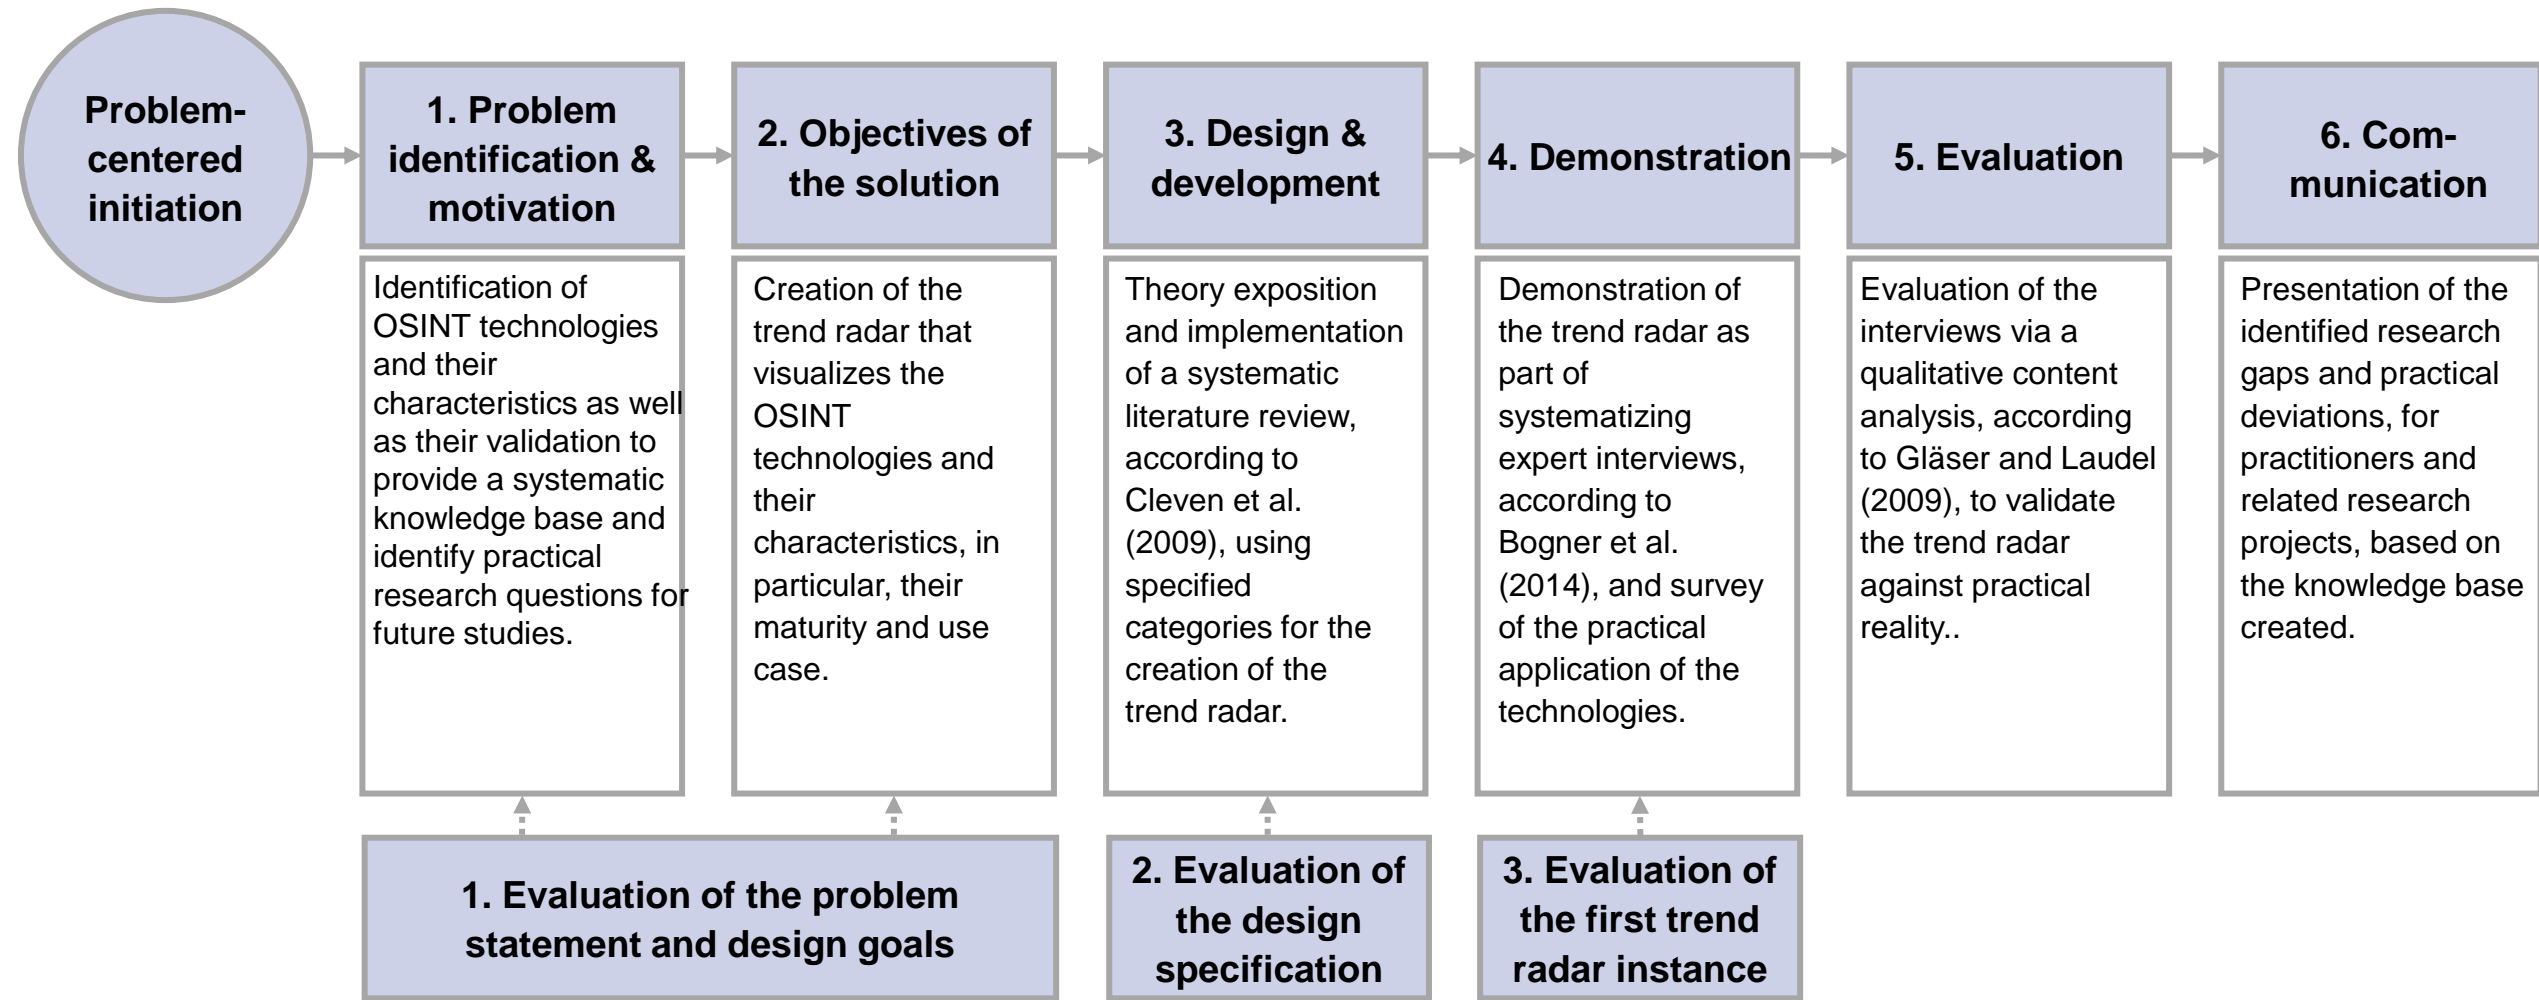 Problem-
centered
initiation
1. Problem
identification &
motivation
2. Objectives of
the solution
3. Design &
development
4. Demonstration
5. Evaluation
6. Com-
munication
Identification of
OSINT technologies
and their
characteristics as well
as their validation to
provide a systematic
knowledge base and
identify practical
research questions for
future studies.
Creation of the
trend radar that
visualizes the
OSINT
technologies and
their
characteristics, in
particular, their
maturity and use
case.
Theory exposition
and implementation
of a systematic
literature review,
according to
Cleven et al.
(2009), using
specified
categories for the
creation of the
trend radar.
Demonstration of
the trend radar as
part of
systematizing
expert interviews,
according to
Bogner et al.
(2014), and survey
of the practical
application of the
technologies.
Evaluation of the
interviews via a
qualitative content
analysis, according
to Gläser and Laudel
(2009), to validate
the trend radar
against practical
reality..
Presentation of the
identified research
gaps and practical
deviations, for
practitioners and
related research
projects, based on
the knowledge base
created.
1. Evaluation of the problem
statement and design goals
2. Evaluation of
the design
specification
3. Evaluation of
the first trend
radar instance